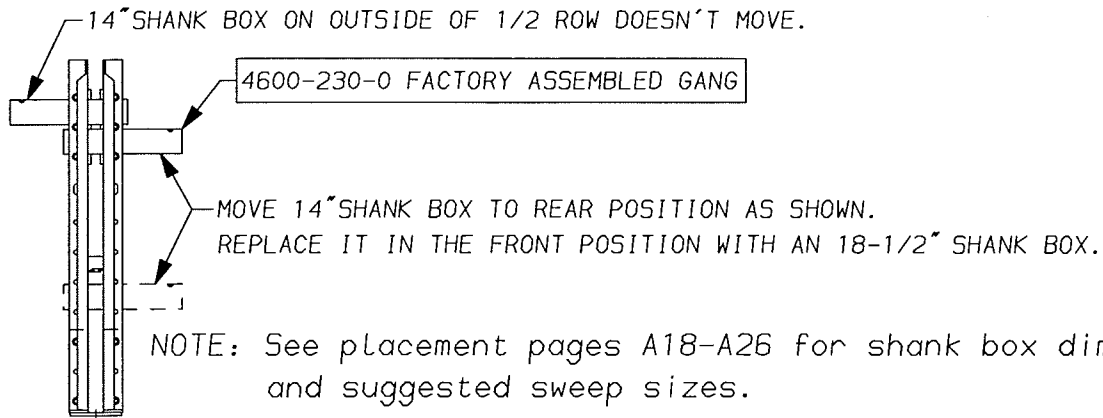 14"SHANK BOX ON OUTSIDE OF 1/2 ROW DOESN'T MOVE.
4600-230-0 FACTORY ASSEMBLED GANG
MOVE 14"SHANK BOX TO REAR POSITION AS SHOWN.
REPLACE IT IN THE FRONT POSITION WITH AN 18-1/2" SHANK BOX.
NOTE: See placement pages A18-A26 for shank box
and suggested sweep sizes.